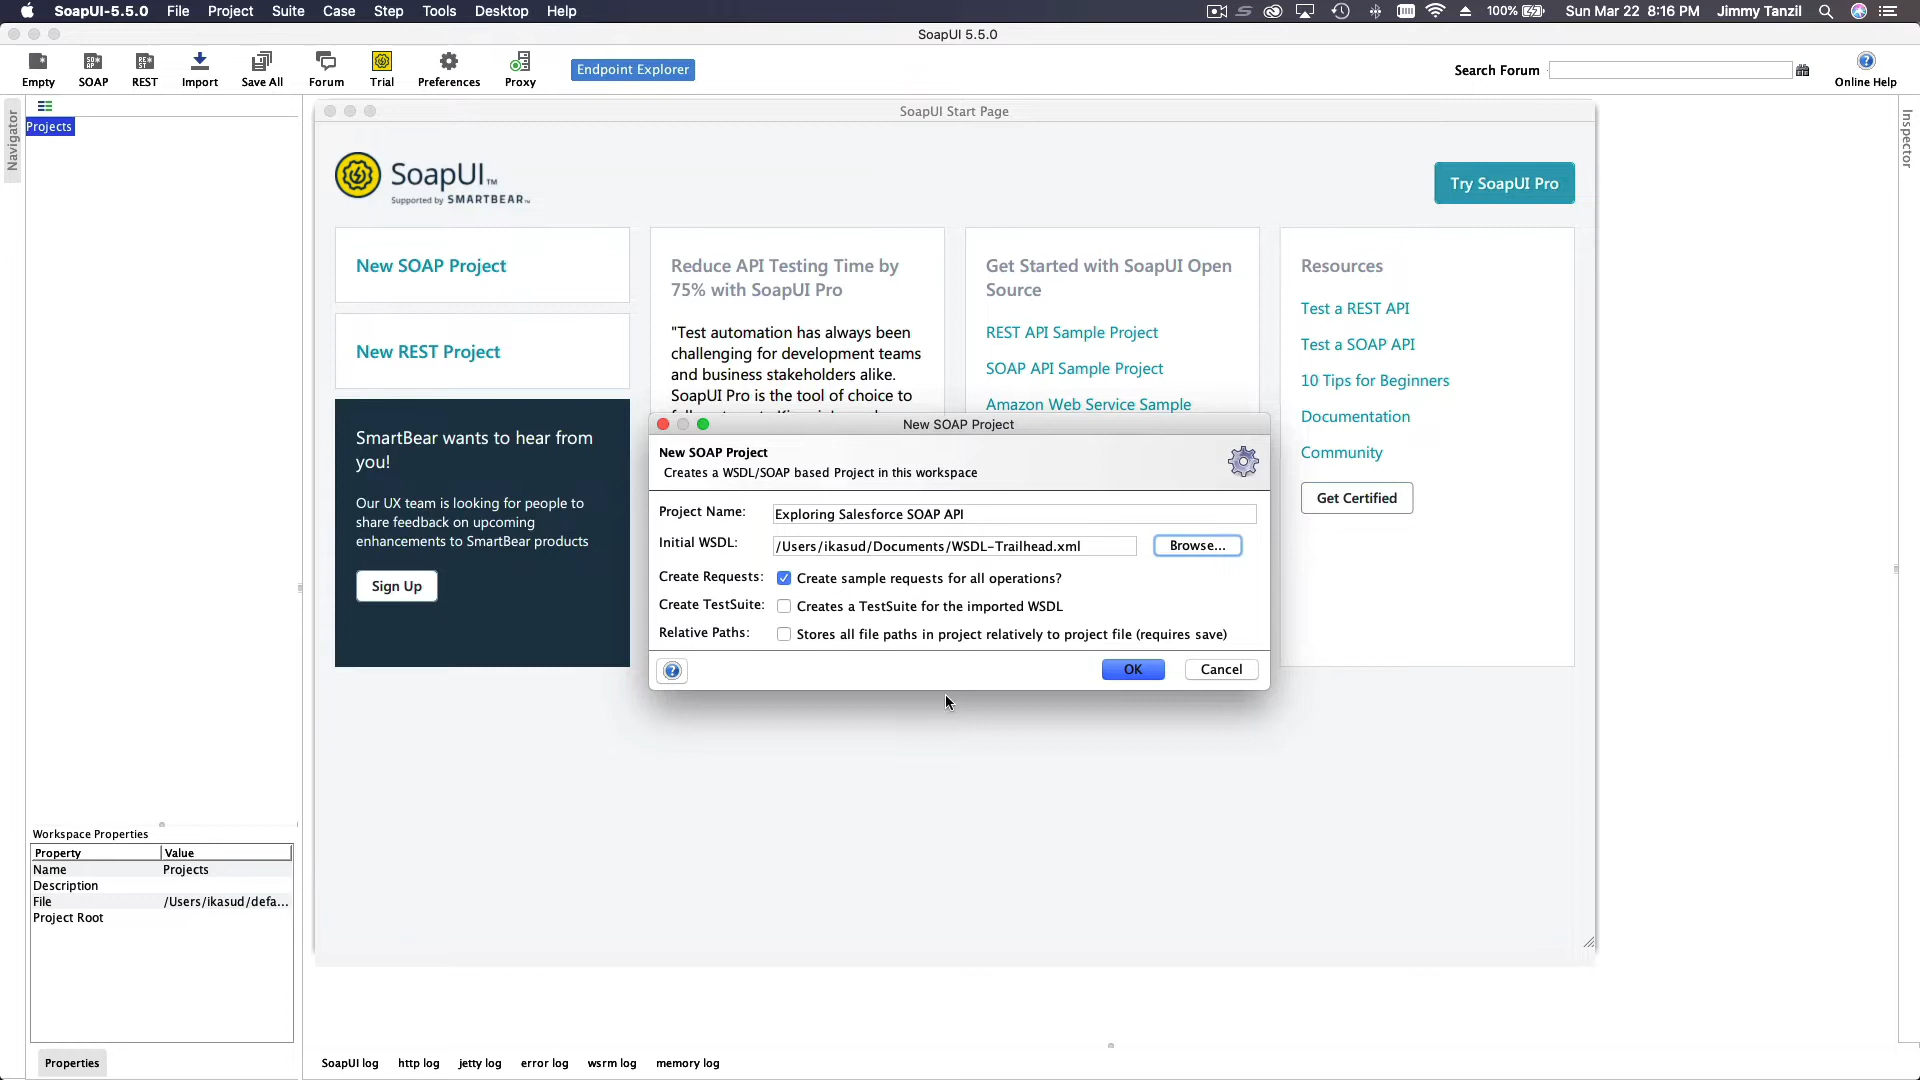 SoapUI-5.5.0 File Project Suite Case Step Tools Desktop Help 100% Sun Mar 22 8:16 PM Jimmy Tanzil
SoapUI 5.5.0
Empty SOAP REST Import Save All Forum Trial Preferences Proxy Endpoint Explorer Search Forum Online Help
Navigator
Projects
Inspector
SoapUI Start Page
SoapUI™
Supported by SMARTBEAR™
Try SoapUI Pro
New SOAP Project
New REST Project
SmartBear wants to hear from
you!
Our UX team is looking for people to
share feedback on upcoming
enhancements to SmartBear products
Sign Up
Reduce API Testing Time by
75% with SoapUI Pro
"Test automation has always been
challenging for development teams
and business stakeholders alike.
SoapUI Pro is the tool of choice to
Get Started with SoapUI Open
Source
REST API Sample Project
SOAP API Sample Project
Amazon Web Service Sample
Resources
Test a REST API
Test a SOAP API
10 Tips for Beginners
Documentation
Community
Get Certified
New SOAP Project
New SOAP Project
Creates a WSDL/SOAP based Project in this workspace
Project Name: Exploring Salesforce SOAP API
Initial WSDL: /Users/ikasud/Documents/WSDL-Trailhead.xml Browse...
Create Requests: Create sample requests for all operations?
Create TestSuite: Creates a TestSuite for the imported WSDL
Relative Paths: Stores all file paths in project relatively to project file (requires save)
OK Cancel
Workspace Properties
Property Value
Name Projects
Description
File /Users/ikasud/defa...
Project Root
Properties
SoapUI log http log jetty log error log wsrm log memory log